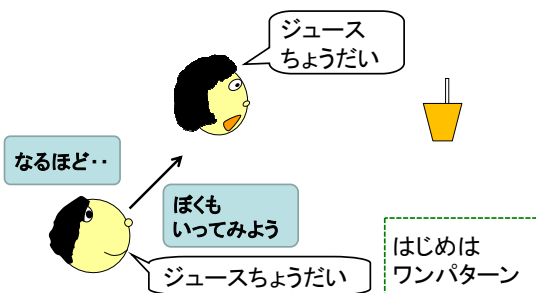 ジュース
ちょうだい
なるほど・・
ぼくも
いってみよう
ジュースちょうだい
はじめは
ワンパターン